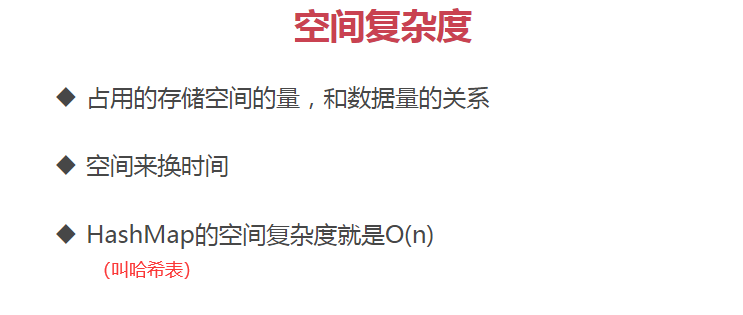 空间复杂度
◆ 占用的存储空间的量，和数据量的关系
◆ 空间来换时间
◆ HashMap的空间复杂度就是O(n)
（叫哈希表）